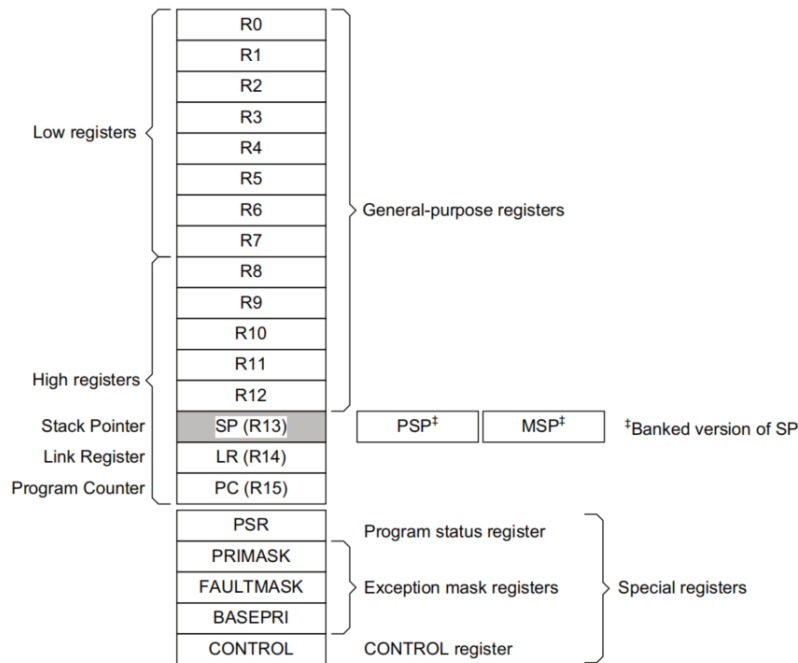 R0
R1
R2
R3
Low registers
R4
R5
R6
General-purpose registers
R7
R8
R9
R10
R11
High registers
R12
Stack Pointer SP (R13) PSP‡ MSP‡ ‡Banked version of SP
Link Register LR (R14)
Program Counter PC (R15)
PSR Program status register
PRIMASK
FAULTMASK Exception mask registers Special registers
BASEPRI
CONTROL CONTROL register